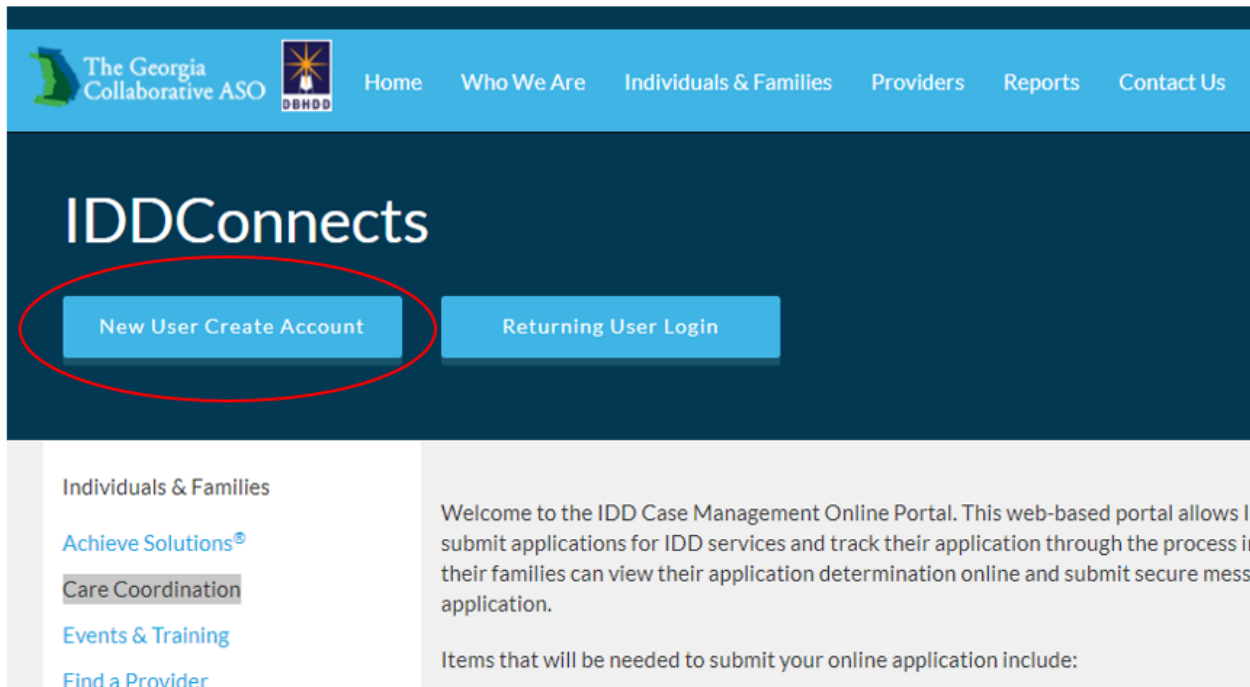 The Georgia
Collaborative ASO
DBHDD
Home Who We Are Individuals & Families Providers Reports Contact Us
IDDConnects
New User Create Account
Returning User Login
Individuals & Families
Achieve Solutions®
Care Coordination
Events & Training
Find a Provider
Welcome to the IDD Case Management Online Portal. This web-based portal allows I
submit applications for IDD services and track their application through the process i
their families can view their application determination online and submit secure mess
application.
Items that will be needed to submit your online application include: